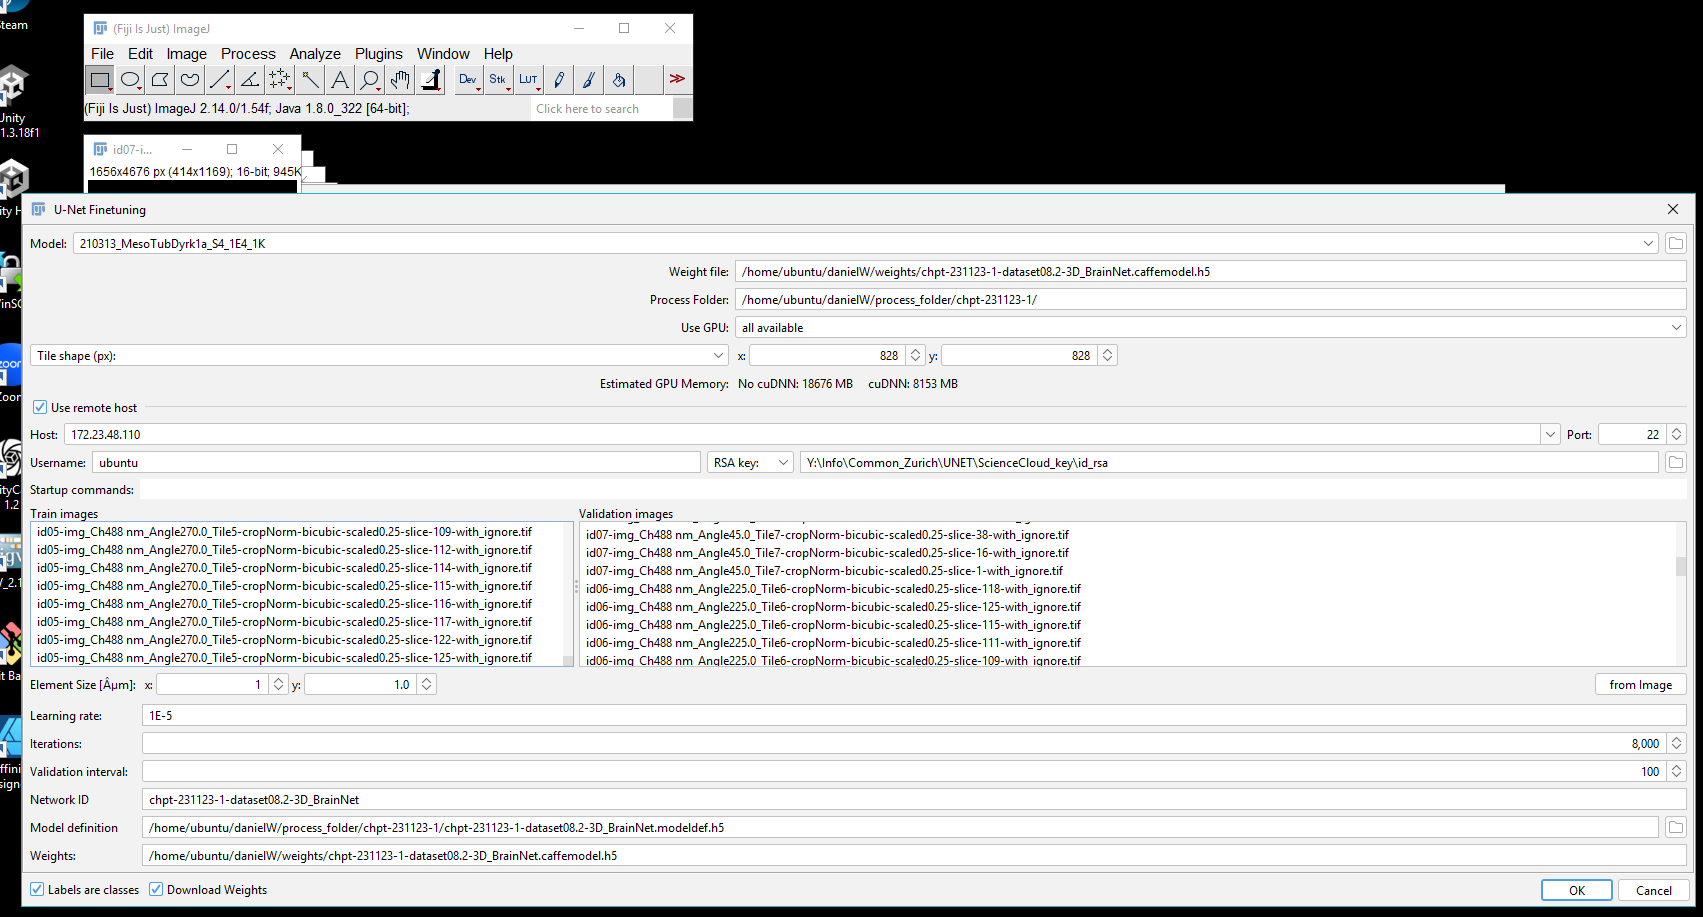 Steam
(Fiji Is Just) ImageJ
File Edit Image Process Analyze Plugins Window Help
Dev Stk LUT
(Fiji Is Just) ImageJ 2.14.0/1.54f; Java 1.8.0_322 [64-bit];
Click here to search
Unity
1.3.18f1
id07-i...
1656x4676 px (414x1169); 16-bit; 945K
U-Net Finetuning
Model: 210313_MesoTubDyrk1a_S4_1E4_1K
Weight file: /home/ubuntu/danielW/weights/chpt-231123-1-dataset08.2-3D_BrainNet.caffemodel.h5
Process Folder: /home/ubuntu/danielW/process_folder/chpt-231123-1/
Use GPU: all available
Tile shape (px): x: 828 y: 828
Estimated GPU Memory: No cuDNN: 18676 MB cuDNN: 8153 MB
Use remote host
Host: 172.23.48.110 Port: 22
Username: ubuntu RSA key: Y:\Info\Common_Zurich\UNET\ScienceCloud_key\id_rsa
Startup commands:
Train images
id05-img_Ch488 nm_Angle270.0_Tile5-cropNorm-bicubic-scaled0.25-slice-109-with_ignore.tif
id05-img_Ch488 nm_Angle270.0_Tile5-cropNorm-bicubic-scaled0.25-slice-112-with_ignore.tif
id05-img_Ch488 nm_Angle270.0_Tile5-cropNorm-bicubic-scaled0.25-slice-114-with_ignore.tif
id05-img_Ch488 nm_Angle270.0_Tile5-cropNorm-bicubic-scaled0.25-slice-115-with_ignore.tif
id05-img_Ch488 nm_Angle270.0_Tile5-cropNorm-bicubic-scaled0.25-slice-116-with_ignore.tif
id05-img_Ch488 nm_Angle270.0_Tile5-cropNorm-bicubic-scaled0.25-slice-117-with_ignore.tif
id05-img_Ch488 nm_Angle270.0_Tile5-cropNorm-bicubic-scaled0.25-slice-122-with_ignore.tif
id05-img_Ch488 nm_Angle270.0_Tile5-cropNorm-bicubic-scaled0.25-slice-125-with_ignore.tif
Validation images
id07-img_Ch488 nm_Angle45.0_Tile7-cropNorm-bicubic-scaled0.25-slice-38-with_ignore.tif
id07-img_Ch488 nm_Angle45.0_Tile7-cropNorm-bicubic-scaled0.25-slice-16-with_ignore.tif
id07-img_Ch488 nm_Angle45.0_Tile7-cropNorm-bicubic-scaled0.25-slice-1-with_ignore.tif
id06-img_Ch488 nm_Angle225.0_Tile6-cropNorm-bicubic-scaled0.25-slice-118-with_ignore.tif
id06-img_Ch488 nm_Angle225.0_Tile6-cropNorm-bicubic-scaled0.25-slice-125-with_ignore.tif
id06-img_Ch488 nm_Angle225.0_Tile6-cropNorm-bicubic-scaled0.25-slice-115-with_ignore.tif
id06-img_Ch488 nm_Angle225.0_Tile6-cropNorm-bicubic-scaled0.25-slice-111-with_ignore.tif
id06-img_Ch488 nm_Angle225.0_Tile6-cropNorm-bicubic-scaled0.25-slice-109-with_ignore.tif
Element Size [Âµm]: x: 1 y: 1.0 from Image
Learning rate: 1E-5
Iterations: 8,000
Validation interval: 100
Network ID chpt-231123-1-dataset08.2-3D_BrainNet
Model definition /home/ubuntu/danielW/process_folder/chpt-231123-1/chpt-231123-1-dataset08.2-3D_BrainNet.modeldef.h5
Weights: /home/ubuntu/danielW/weights/chpt-231123-1-dataset08.2-3D_BrainNet.caffemodel.h5
Labels are classes Download Weights OK Cancel